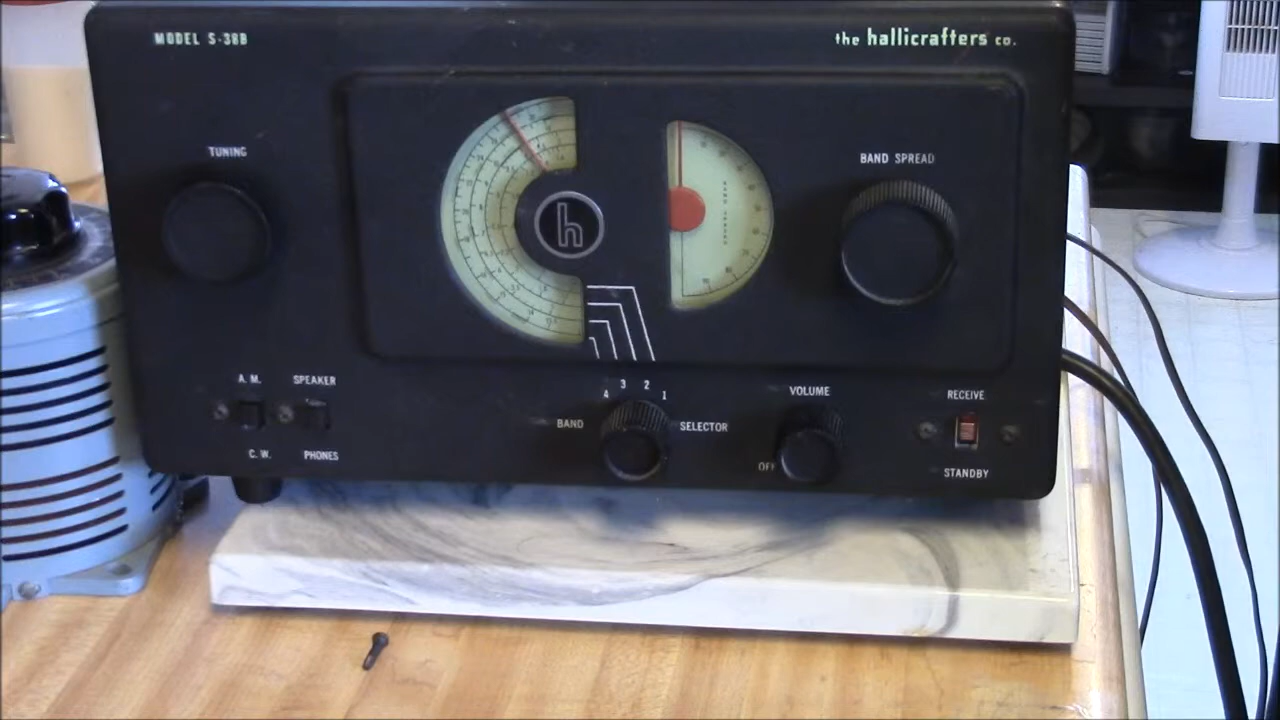 MODEL S-38B
the hallicrafters co.
TUNING
BAND SPREAD
h
A.M.
SPEAKER
3 2
4 1
VOLUME
RECEIVE
BAND
SELECTOR
C.W.
PHONES
OFF
STANDBY